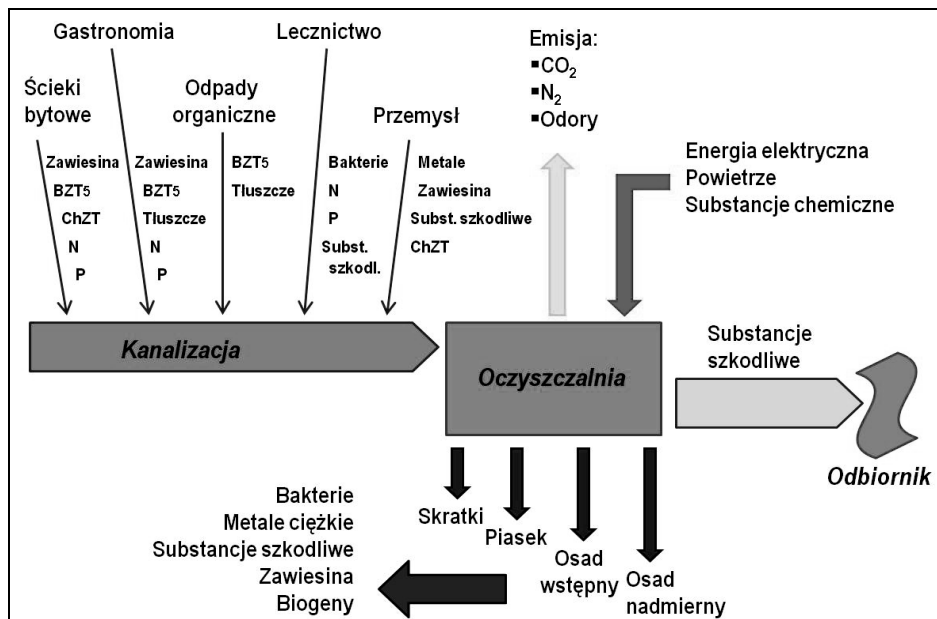 Gastronomia
Lecznictwo
Emisja:
▪CO₂
▪N₂
▪Odory
Ścieki
bytowe
Odpady
organiczne
Przemysł
Zawiesina
BZT5
ChZT
N
P
Zawiesina
BZT5
Tłuszcze
N
P
BZT5
Tłuszcze
Bakterie
N
P
Subst.
szkodl.
Metale
Zawiesina
Subst. szkodliwe
ChZT
Energia elektryczna
Powietrze
Substancje chemiczne
Kanalizacja
Oczyszczalnia
Substancje
szkodliwe
Odbiornik
Skratki
Piasek
Osad
wstępny
Osad
nadmierny
Bakterie
Metale ciężkie
Substancje szkodliwe
Zawiesina
Biogeny